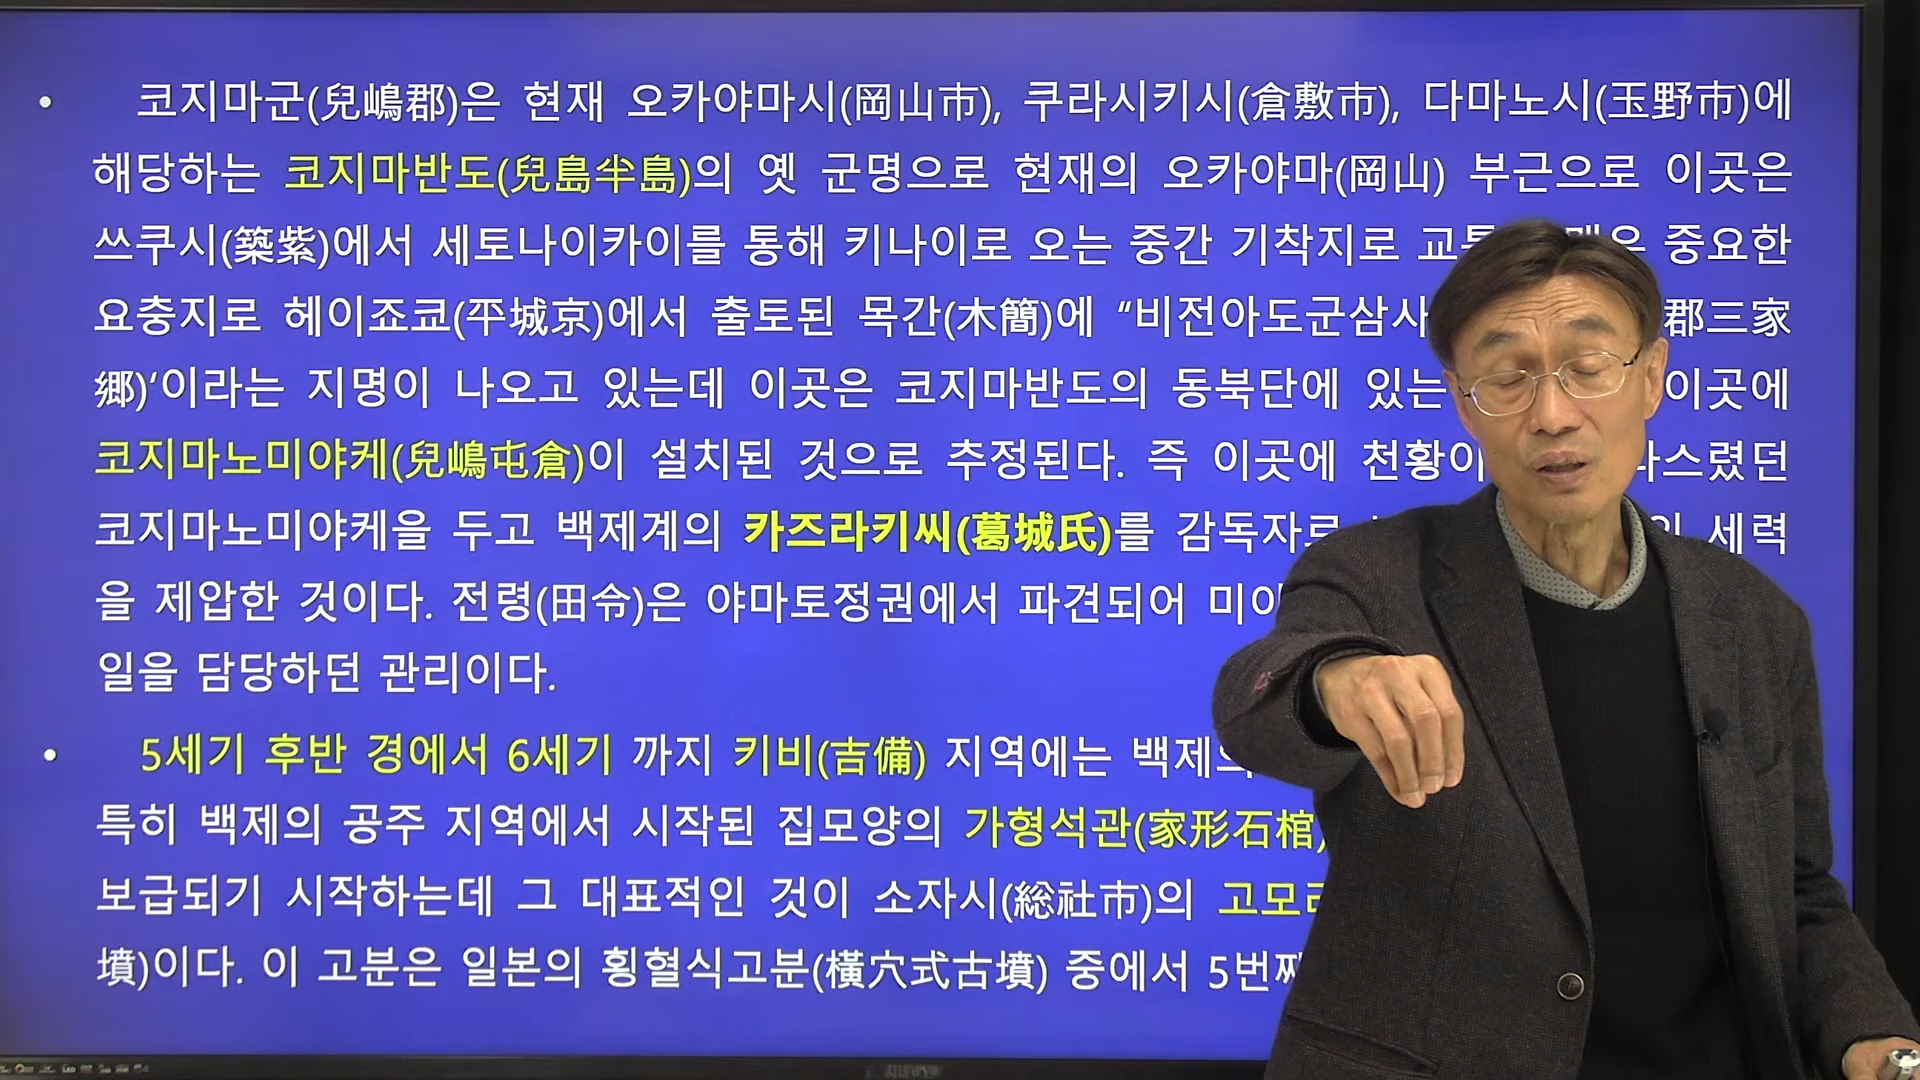 • 코지마군(兒嶋郡)은 현재 오카야마시(岡山市), 쿠라시키시(倉敷市), 다마노시(玉野市)에
해당하는 코지마반도(兒島半島)의 옛 군명으로 현재의 오카야마(岡山) 부근으로 이곳은
쓰쿠시(築紫)에서 세토나이카이를 통해 키나이로 오는 중간 기착지로 중요한
요충지로 헤이죠쿄(平城京)에서 출토된 목간(木簡)에 “비전아도군삼사 郡三家
郷)’이라는 지명이 나오고 있는데 이곳은 코지마반도의 동북단에 있는 이곳에
코지마노미야케(兒嶋屯倉)이 설치된 것으로 추정된다. 즉 이곳에 천황이
코지마노미야케을 두고 백제계의 카즈라키씨(葛城氏)를 감독자로 세력
을 제압한 것이다. 전령(田令)은 야마토정권에서 파견되어
일을 담당하던 관리이다.
• 5세기 후반 경에서 6세기 까지 키비(吉備) 지역에는
특히 백제의 공주 지역에서 시작된 집모양의 가형석관(家形石棺)
보급되기 시작하는데 그 대표적인 것이 소자시(総社市)의
墳)이다. 이 고분은 일본의 횡혈식고분(橫穴式古墳) 중에서